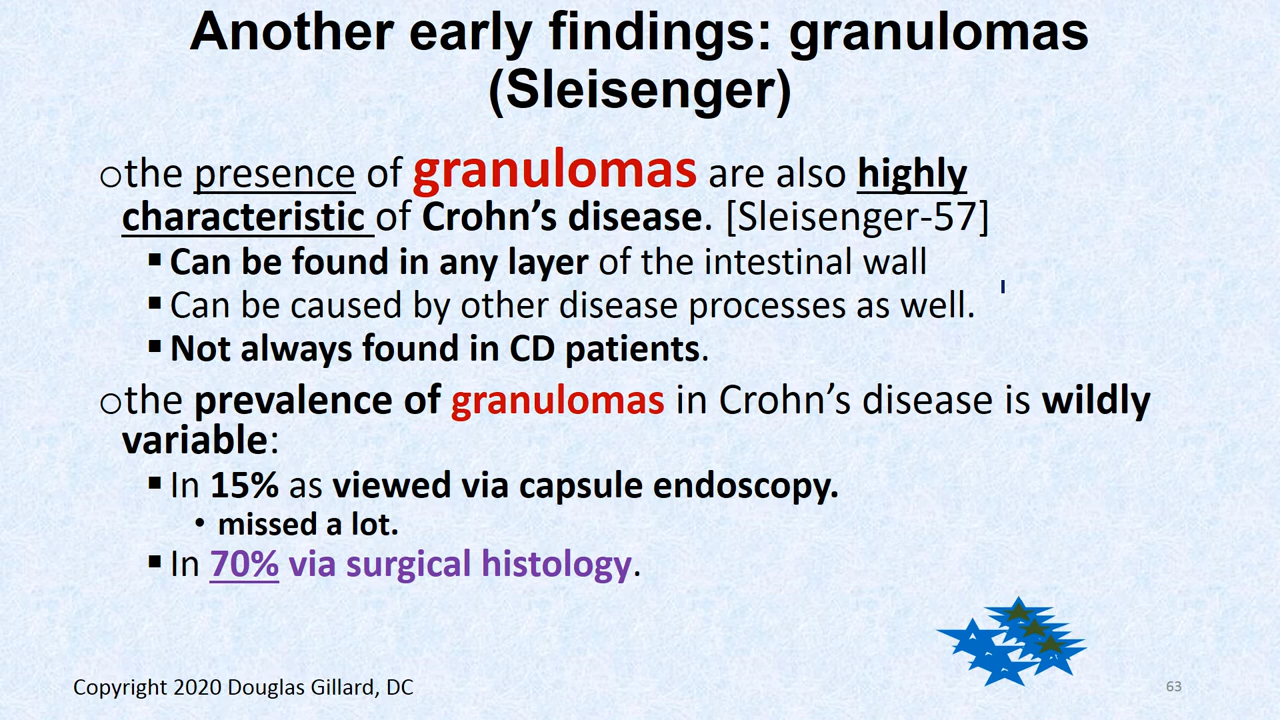 Another early findings: granulomas
(Sleisenger)
○the presence of granulomas are also highly
characteristic of Crohn’s disease. [Sleisenger-57]
▪Can be found in any layer of the intestinal wall
▪Can be caused by other disease processes as well.
▪Not always found in CD patients.
○the prevalence of granulomas in Crohn’s disease is wildly
variable:
▪In 15% as viewed via capsule endoscopy.
• missed a lot.
▪In 70% via surgical histology.
Copyright 2020 Douglas Gillard, DC
63